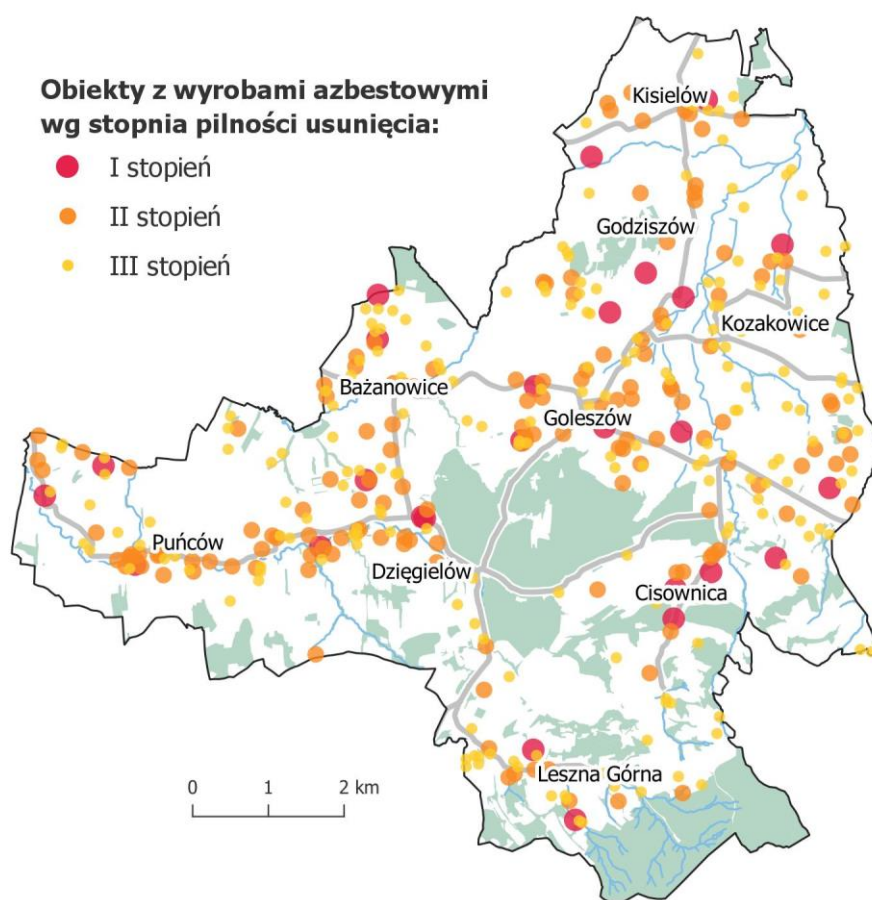 Obiekty z wyrobami azbestowymi
wg stopnia pilności usunięcia:
I stopień
II stopień
III stopień
Kisielów
Godziszów
Kozakowice
Bażanowice
Goleszów
Puńców
Dzięgielów
Cisownica
Leszna Górna
0 1 2 km